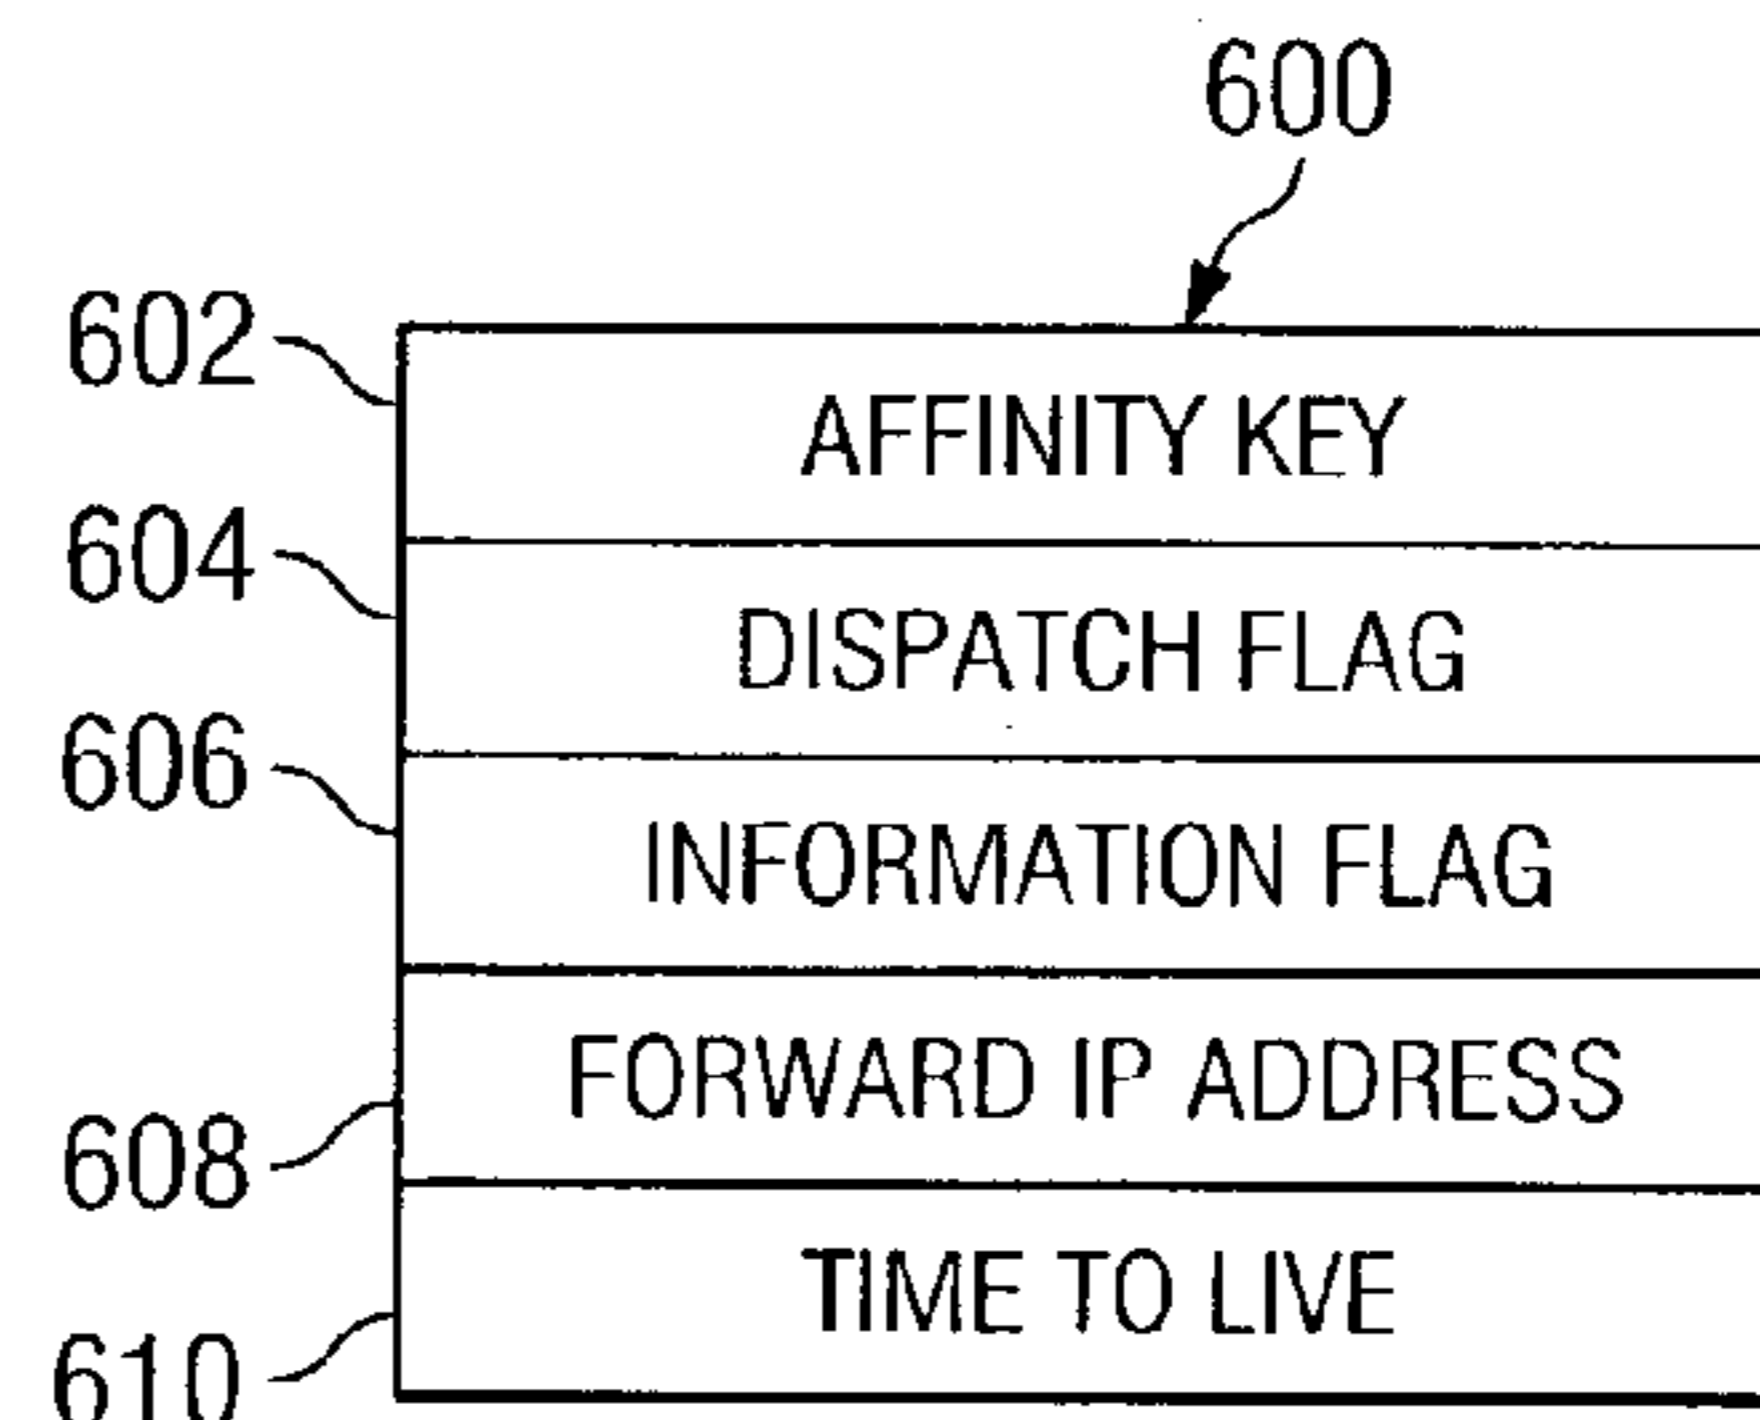 600
602
AFFINITY KEY
604
DISPATCH FLAG
606
INFORMATION FLAG
FORWARD IP ADDRESS
608
TIME TO LIVE
610